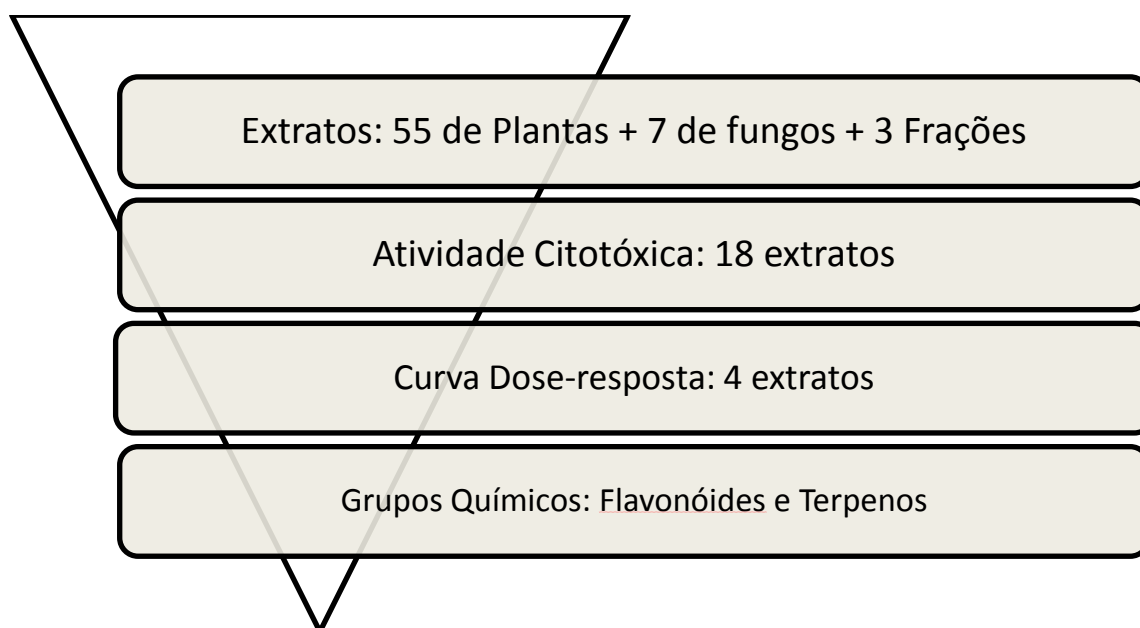 Extratos: 55 de Plantas + 7 de fungos + 3 Frações
Atividade Citotóxica: 18 extratos
Curva Dose-resposta: 4 extratos
Grupos Químicos: Flavonóides e Terpenos